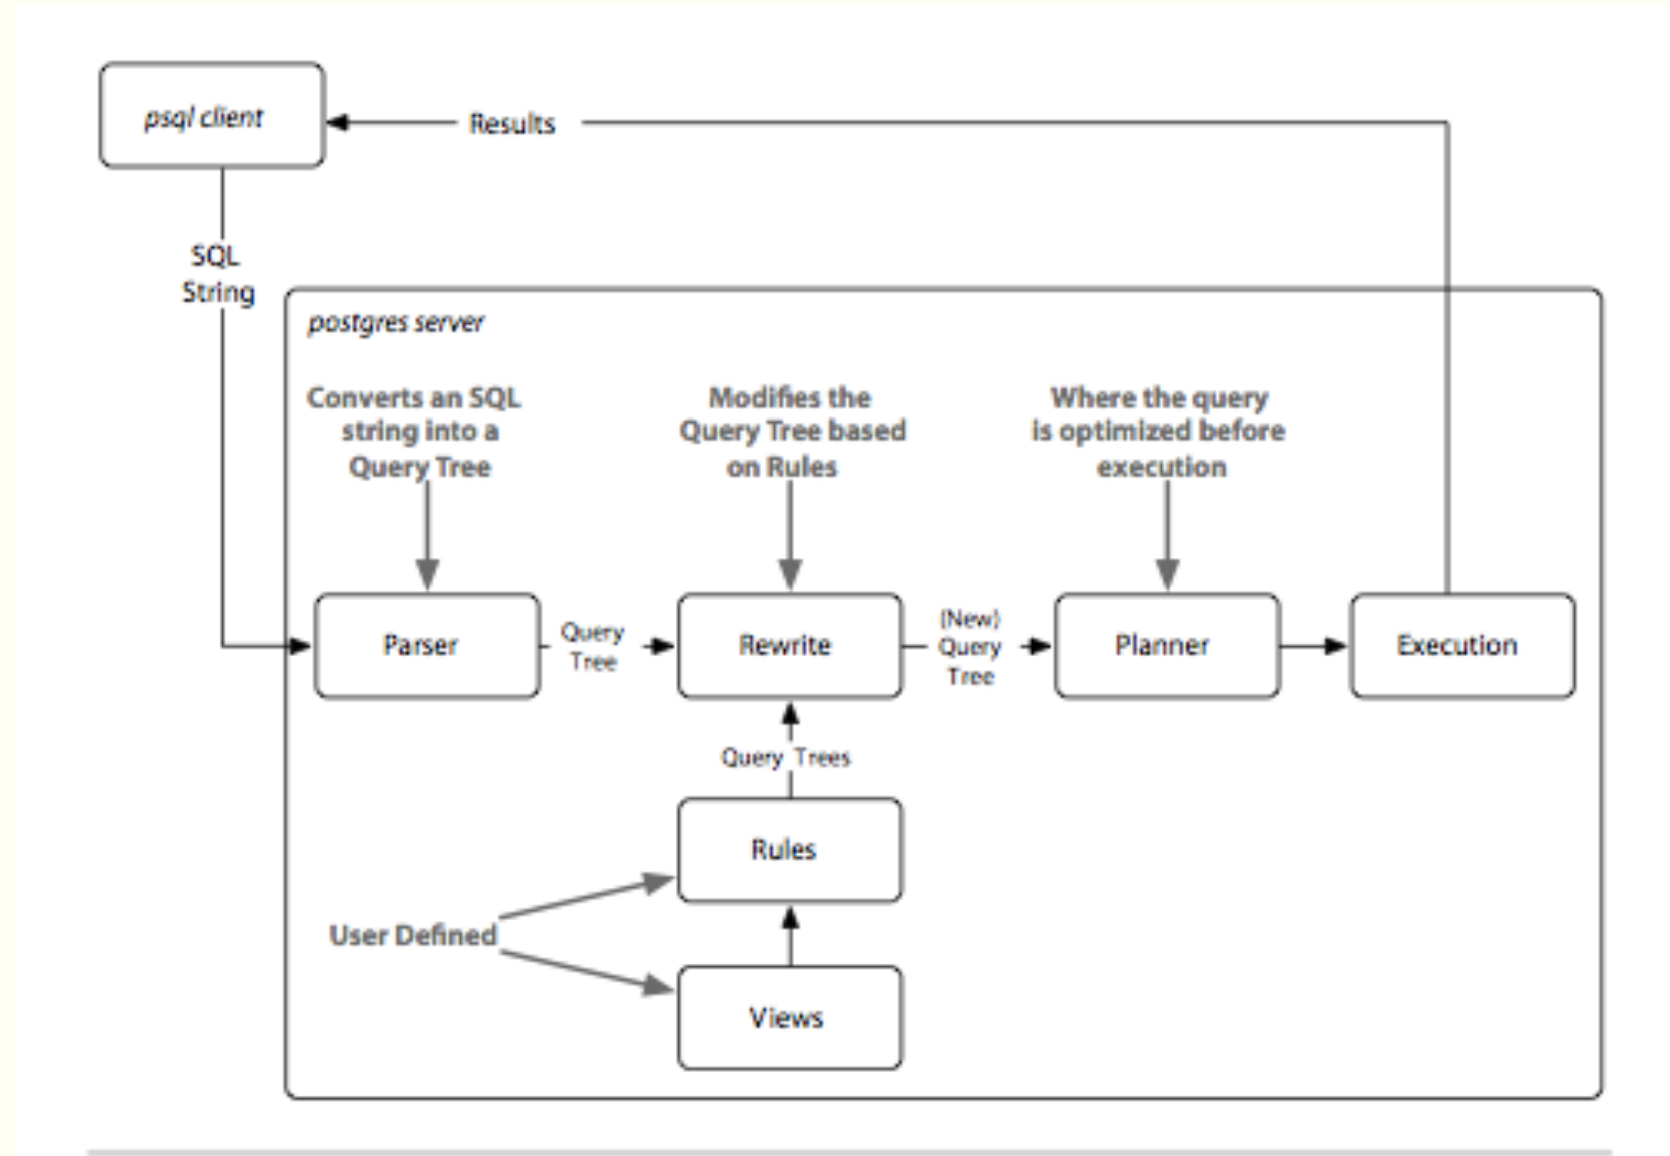 psql client
Results
SQL
String
postgres server
Converts an SQL
string into a
Query Tree
Modifies the
Query Tree based
on Rules
Where the query
is optimized before
execution
Parser
Query
Tree
Rewrite
(New)
Query
Tree
Planner
Execution
Query Trees
Rules
User Defined
Views